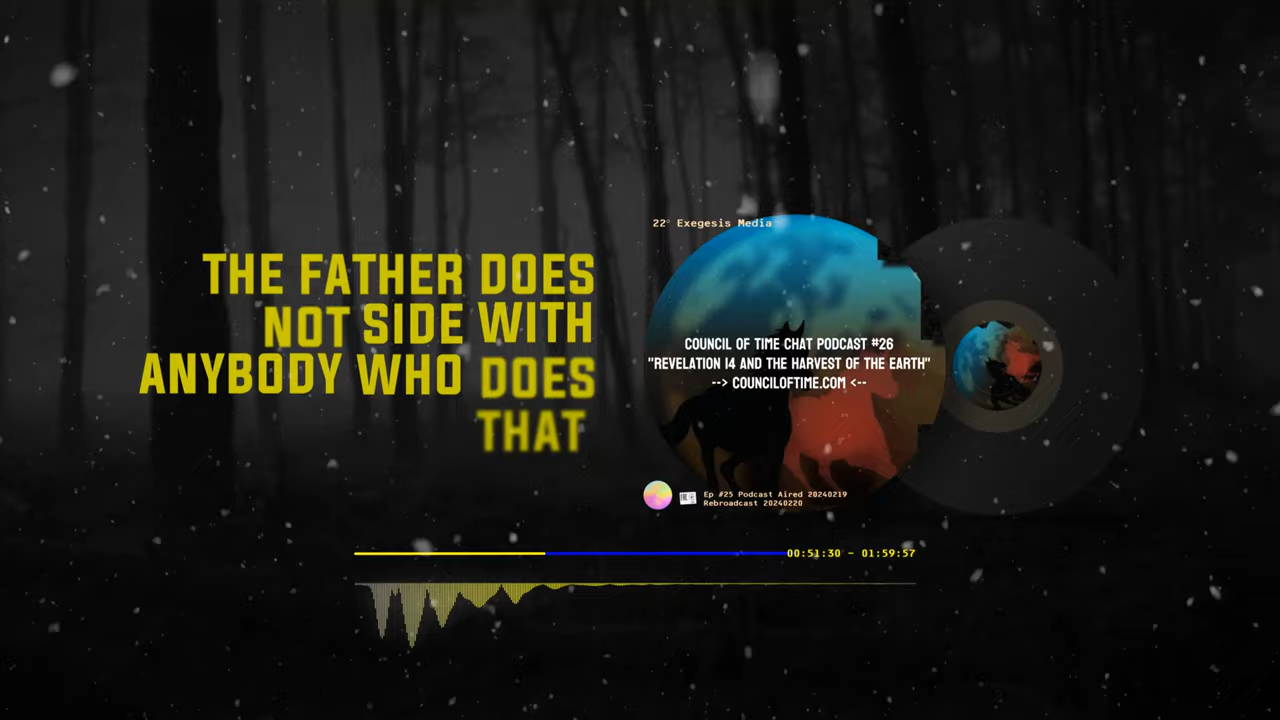 THE FATHER DOES
NOT SIDE WITH
ANYBODY WHO DOES
THAT
22° Exegesis Media
COUNCIL OF TIME CHAT PODCAST #26
"REVELATION 14 AND THE HARVEST OF THE EARTH"
--> COUNCILOFTIME.COM <--
Ep #25 Podcast Aired 20240219
Rebroadcast 20240220
00:51:30 - 01:59:57